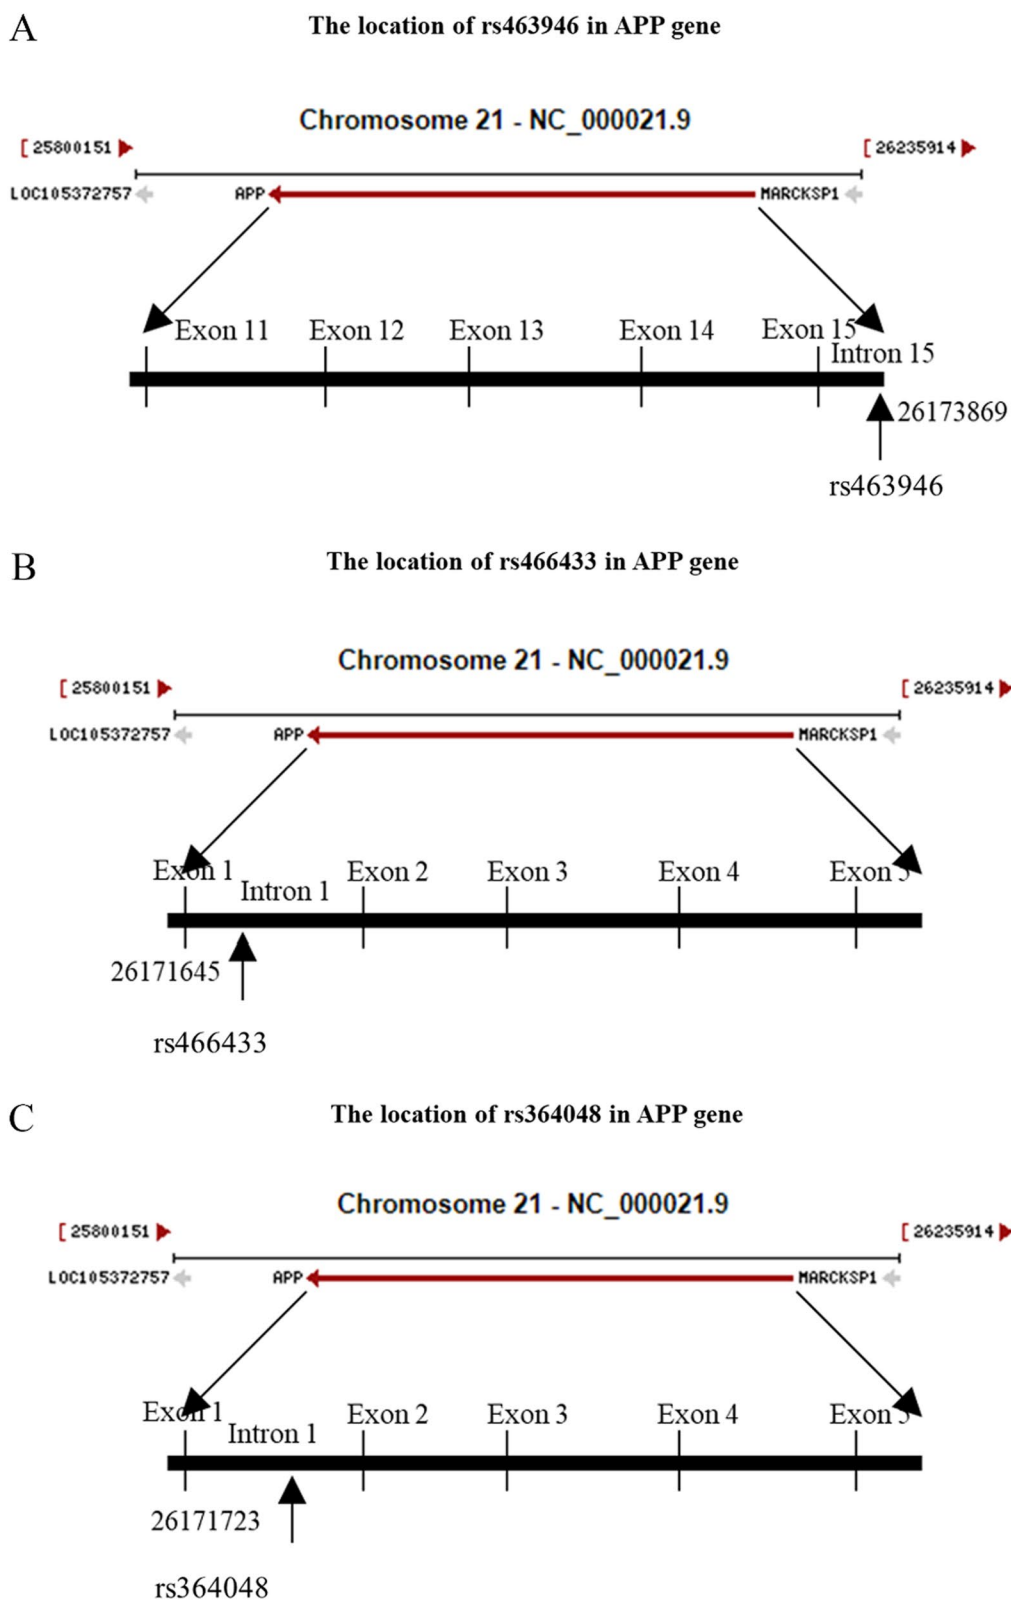 A
The location of rs463946 in APP gene
Chromosome 21 - NC_000021.9
[ 25800151
[ 26235914
LOC105372757
APP
MARCKSP1
Exon 11
Exon 12
Exon 13
Exon 14
Exon 15
Intron 15
26173869
rs463946
B
The location of rs466433 in APP gene
Chromosome 21 - NC_000021.9
[ 25800151
[ 26235914
LOC105372757
APP
MARCKSP1
Exon 1
Intron 1
Exon 2
Exon 3
Exon 4
Exon 5
26171645
rs466433
C
The location of rs364048 in APP gene
Chromosome 21 - NC_000021.9
[ 25800151
[ 26235914
LOC105372757
APP
MARCKSP1
Exon 1
Intron 1
Exon 2
Exon 3
Exon 4
Exon 5
26171723
rs364048